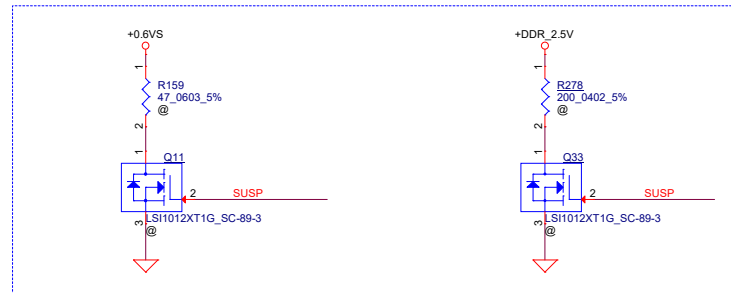 +0.6VS
1
R159
47_0603_5%
@
2
1
Q11
2
SUSP
LSI1012XT1G_SC-89-3
3
@
+DDR_2.5V
1
R278
200_0402_5%
@
2
1
Q33
2
SUSP
LSI1012XT1G_SC-89-3
3
@